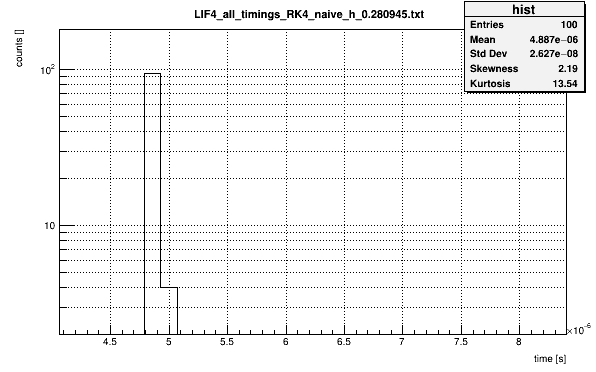 LIF4_all_timings_RK4_naive_h_0.280945.txt
hist
Entries 100
Mean 4.887e−06
Std Dev 2.627e−08
Skewness 2.19
Kurtosis 13.54
counts []
10²
10
4.5 5 5.5 6 6.5 7 7.5 8
×10⁻⁶
time [s]